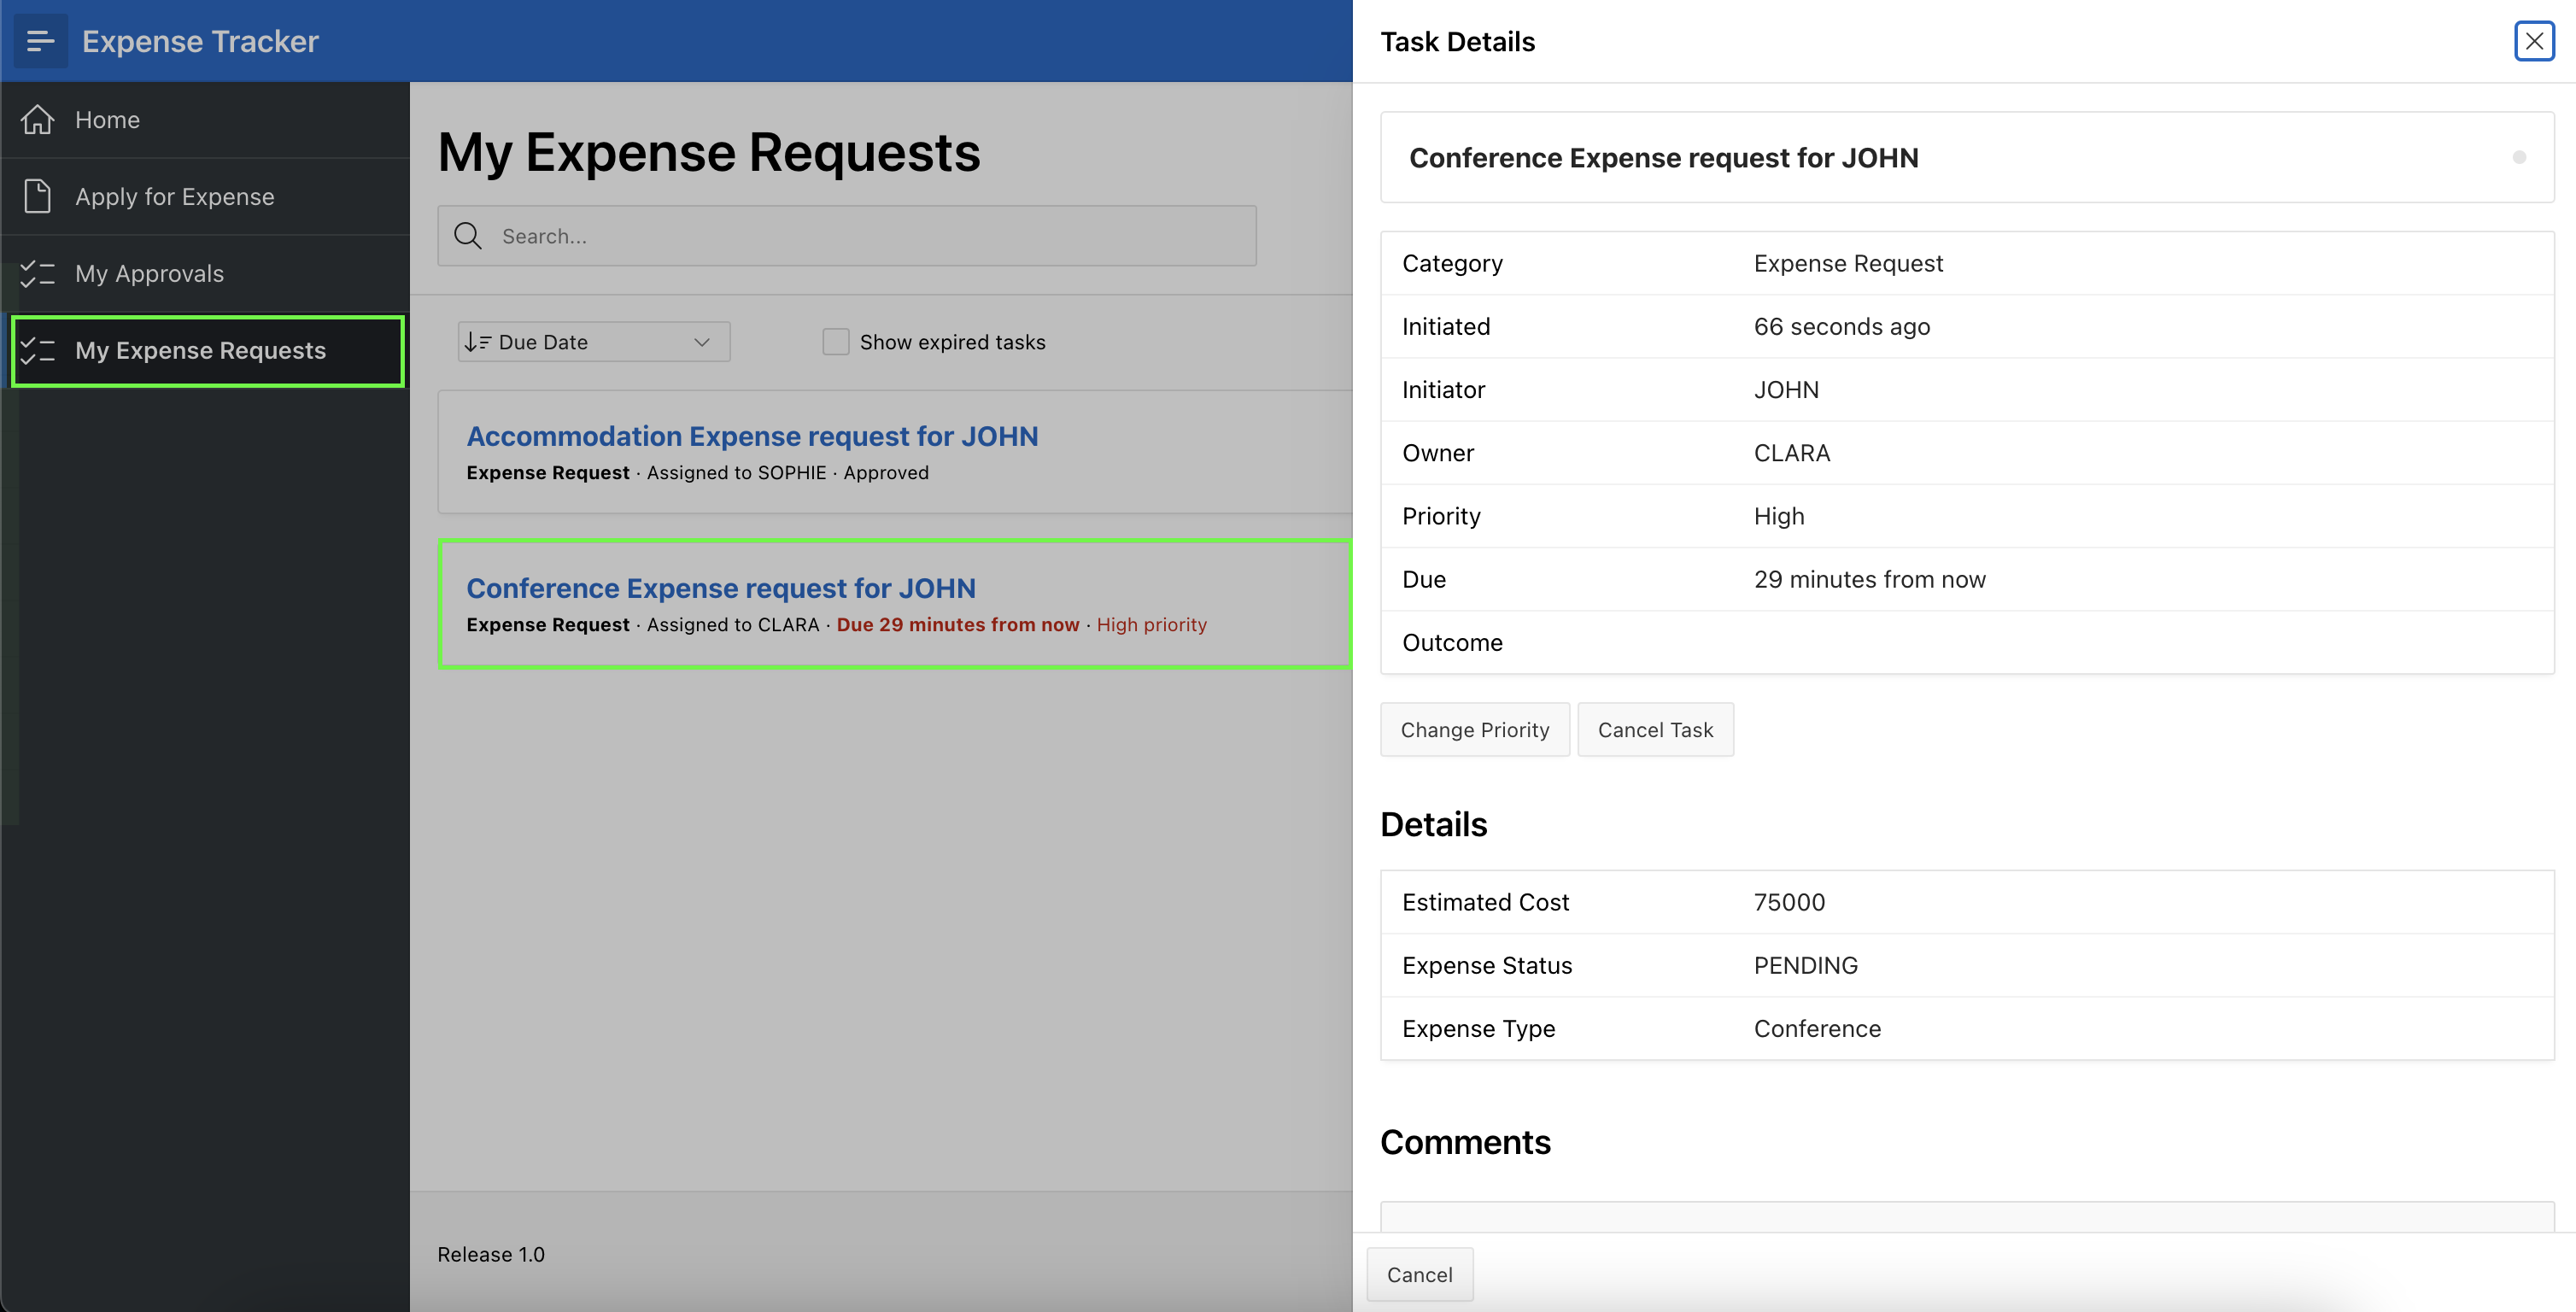 Expense Tracker
Home
Apply for Expense
My Approvals
My Expense Requests
My Expense Requests
Search...
Due Date
Show expired tasks
Accommodation Expense request for JOHN
Expense Request · Assigned to SOPHIE · Approved
Conference Expense request for JOHN
Expense Request · Assigned to CLARA · Due 29 minutes from now · High priority
Release 1.0
Task Details
Conference Expense request for JOHN
Category Expense Request
Initiated 66 seconds ago
Initiator JOHN
Owner CLARA
Priority High
Due 29 minutes from now
Outcome
Change Priority Cancel Task
Details
Estimated Cost 75000
Expense Status PENDING
Expense Type Conference
Comments
Cancel